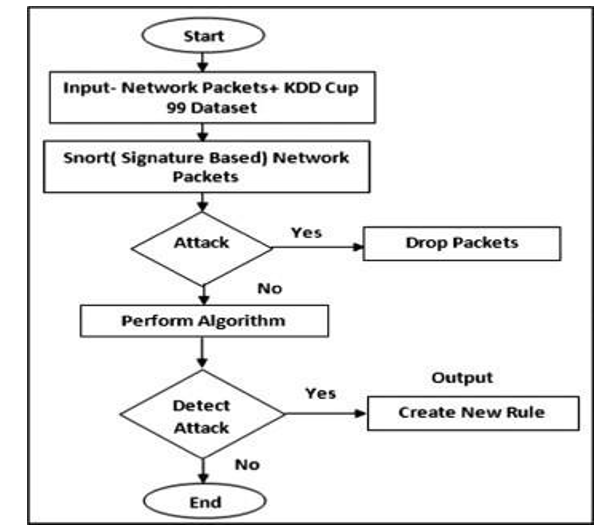 Start
Input- Network Packets+ KDD Cup
99 Dataset
Snort( Signature Based) Network
Packets
Attack
Yes
Drop Packets
No
Perform Algorithm
Output
Detect
Attack
Yes
Create New Rule
No
End